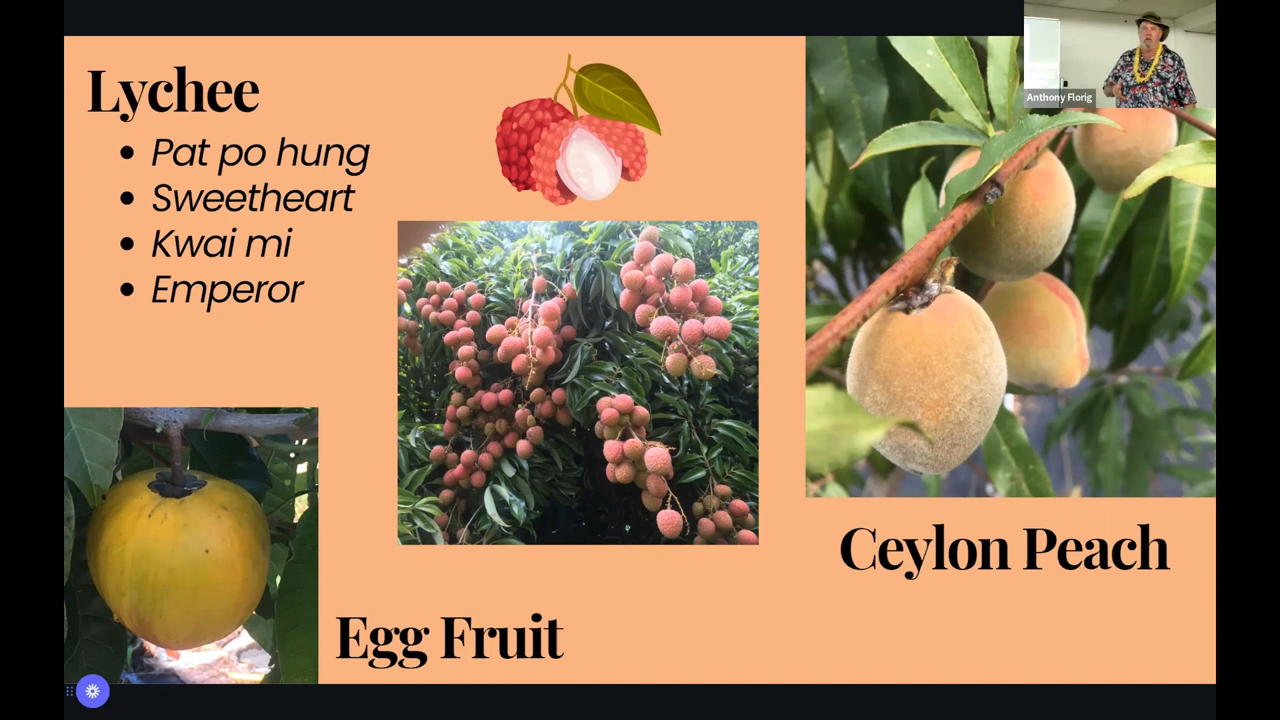 Lychee
Pat po hung
Sweetheart
Kwai mi
Emperor
Anthony Florig
Ceylon Peach
Egg Fruit